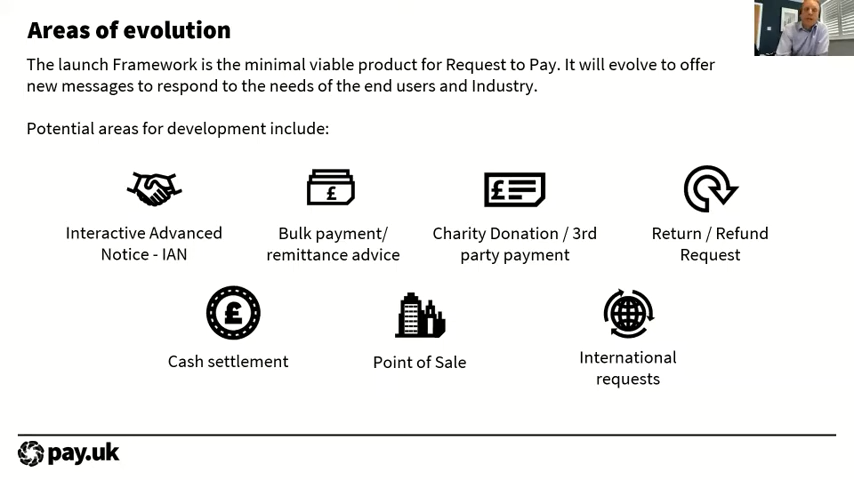 Areas of evolution
The launch Framework is the minimal viable product for Request to Pay. It will evolve to offer
new messages to respond to the needs of the end users and Industry.
Potential areas for development include:
Interactive Advanced
Notice - IAN
Bulk payment/
remittance advice
Charity Donation / 3rd
party payment
Return / Refund
Request
Cash settlement
Point of Sale
International
requests
pay.uk